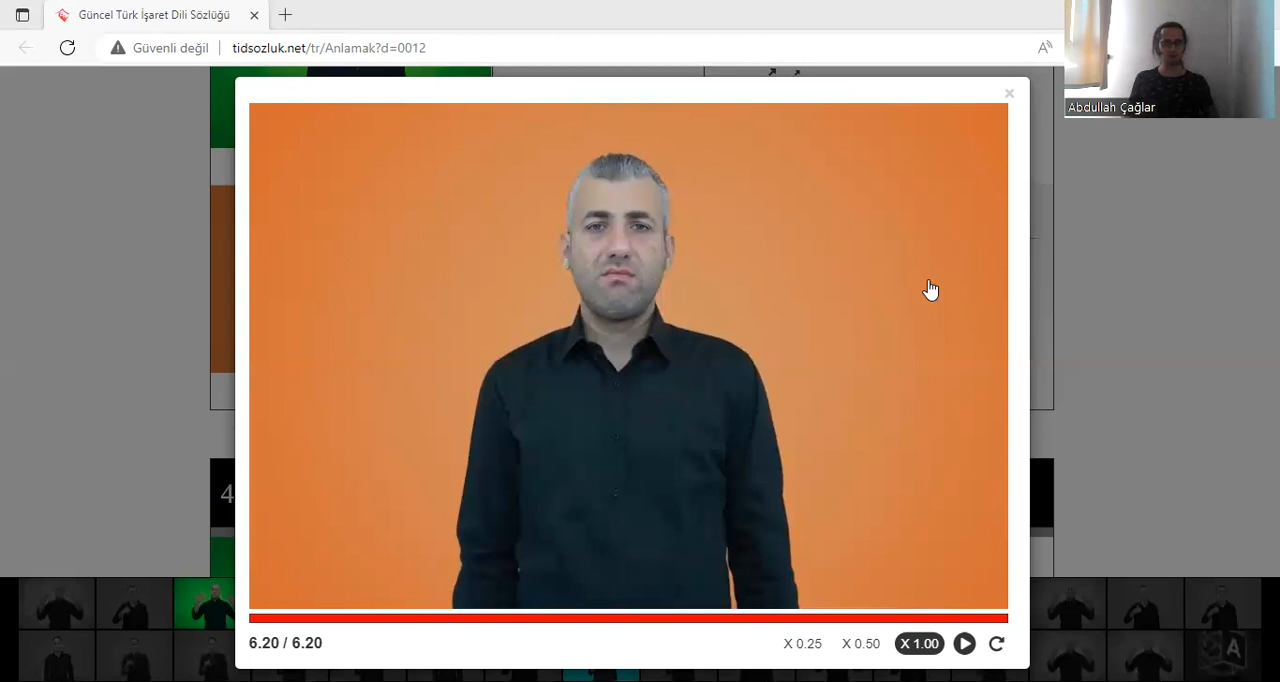 Güncel Türk İşaret Dili Sözlüğü
Güvenli değil
tidsozluk.net/tr/Anlamak?d=0012
Abdullah Çağlar
4
6.20 / 6.20
X 0.25
X 0.50
X 1.00
A